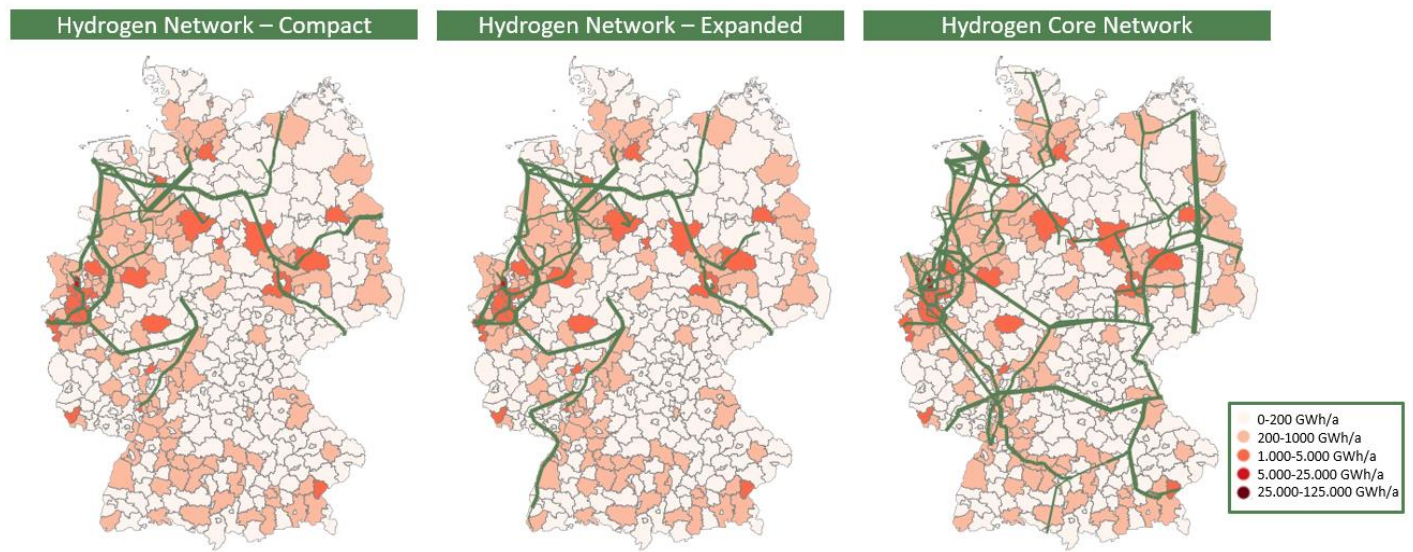 Hydrogen Network – Compact
Hydrogen Network – Expanded
Hydrogen Core Network
0-200 GWh/a
200-1000 GWh/a
1.000-5.000 GWh/a
5.000-25.000 GWh/a
25.000-125.000 GWh/a